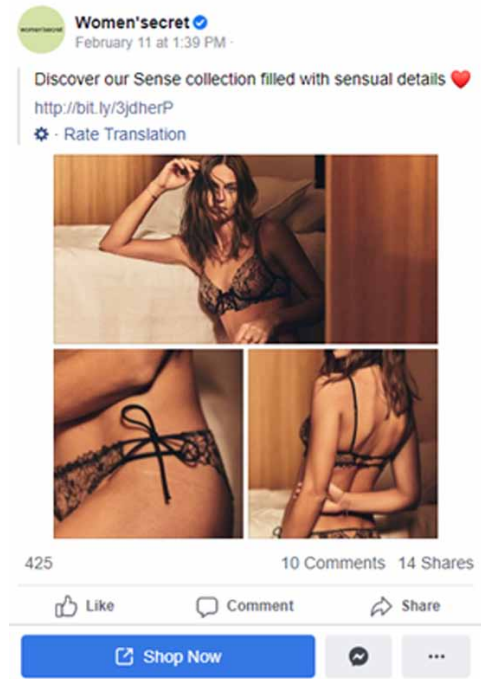 women'secret
Women'secret
February 11 at 1:39 PM ·
Discover our Sense collection filled with sensual details ❤️
http://bit.ly/3jdherP
· Rate Translation
425
10 Comments 14 Shares
Like Comment Share
Shop Now